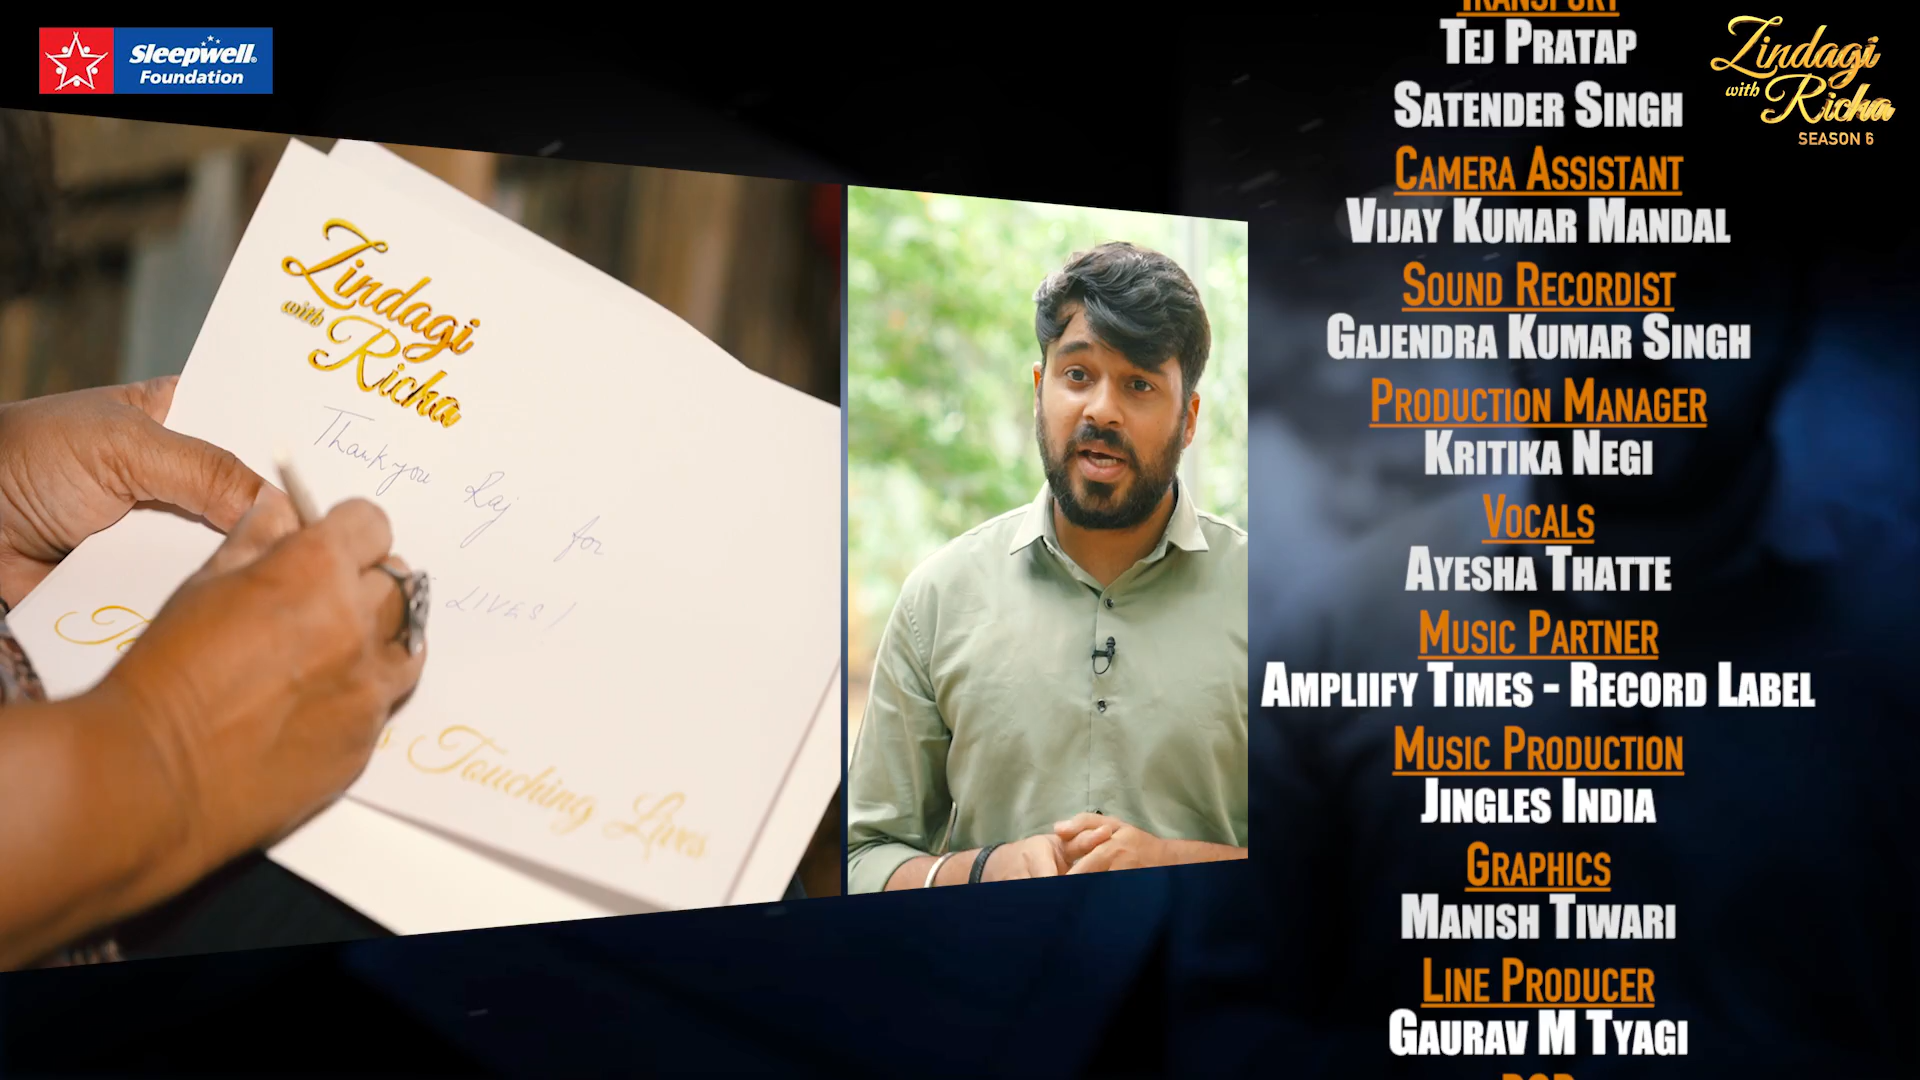 Sleepwell
Foundation
Zindagi
with
Richa
Thank you Raj for
LIVES!
Touching Lives
TRANSPORT
TEJ PRATAP
SATENDER SINGH
CAMERA ASSISTANT
VIJAY KUMAR MANDAL
SOUND RECORDIST
GAJENDRA KUMAR SINGH
PRODUCTION MANAGER
KRITIKA NEGI
VOCALS
AYESHA THATTE
MUSIC PARTNER
AMPLIIFY TIMES - RECORD LABEL
MUSIC PRODUCTION
JINGLES INDIA
GRAPHICS
MANISH TIWARI
LINE PRODUCER
GAURAV M TYAGI
Zindagi
with Richa
SEASON 6